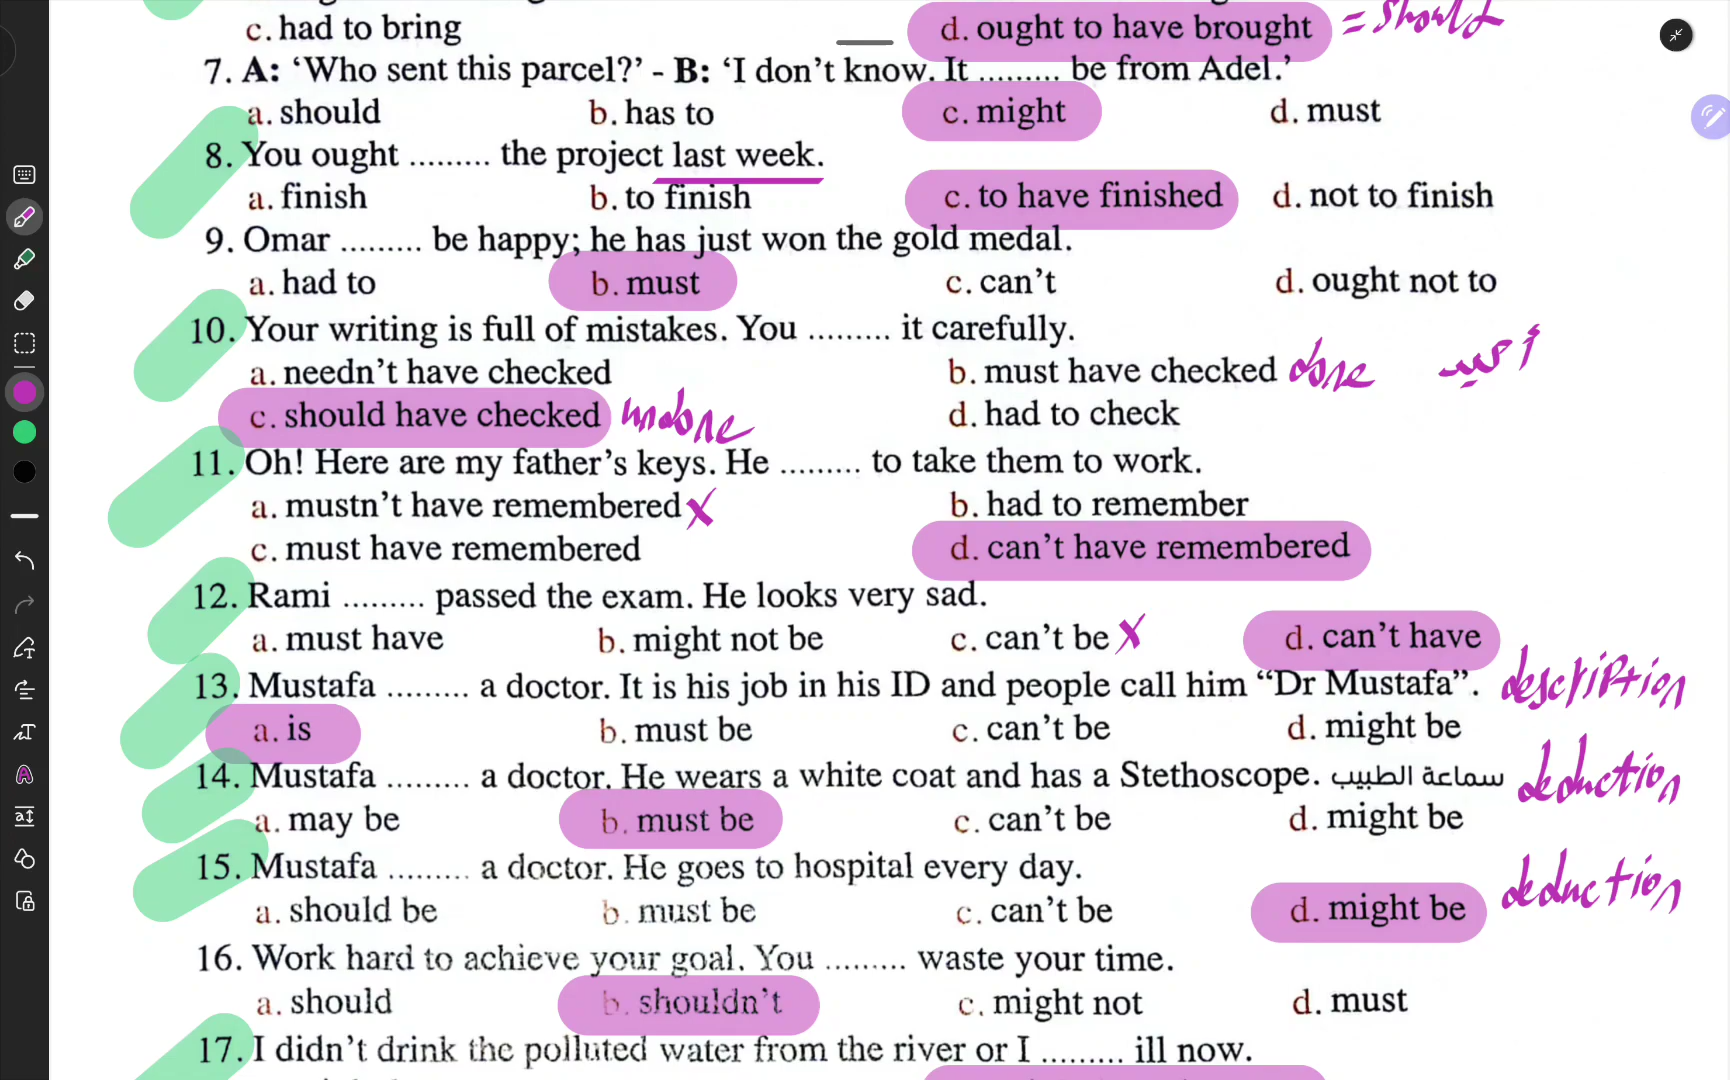 c. had to bring d. ought to have brought = should
7. A: ‘Who sent this parcel?’ - B: ‘I don’t know. It ......... be from Adel.’
a. should b. has to c. might d. must
8. You ought ......... the project last week.
a. finish b. to finish c. to have finished d. not to finish
9. Omar ......... be happy; he has just won the gold medal.
a. had to b. must c. can’t d. ought not to
10. Your writing is full of mistakes. You ......... it carefully.
a. needn’t have checked b. must have checked done أكيد
c. should have checked undone d. had to check
11. Oh! Here are my father’s keys. He ......... to take them to work.
a. mustn’t have remembered X b. had to remember
c. must have remembered d. can’t have remembered
12. Rami ......... passed the exam. He looks very sad.
a. must have b. might not be c. can’t be X d. can’t have
13. Mustafa ......... a doctor. It is his job in his ID and people call him “Dr Mustafa”. description
a. is b. must be c. can’t be d. might be
14. Mustafa ......... a doctor. He wears a white coat and has a Stethoscope. سماعة الطبيب deduction
a. may be b. must be c. can’t be d. might be
15. Mustafa ......... a doctor. He goes to hospital every day.
a. should be b. must be c. can’t be d. might be deduction
16. Work hard to achieve your goal. You ......... waste your time.
a. should b. shouldn’t c. might not d. must
17. I didn’t drink the polluted water from the river or I ......... ill now.